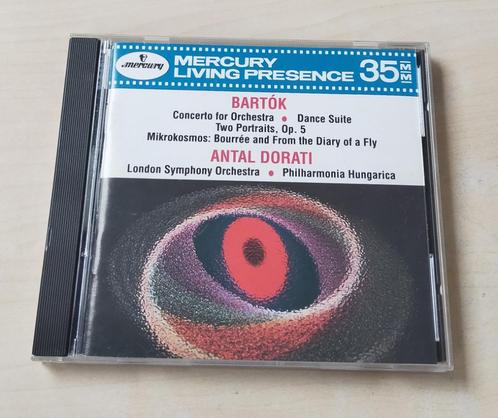 mercury
MERCURY
LIVING PRESENCE 35MM
BARTÓK
Concerto for Orchestra • Dance Suite
Two Portraits, Op. 5
Mikrokosmos: Bourrée and From the Diary of a Fly
ANTAL DORATI
London Symphony Orchestra • Philharmonia Hungarica